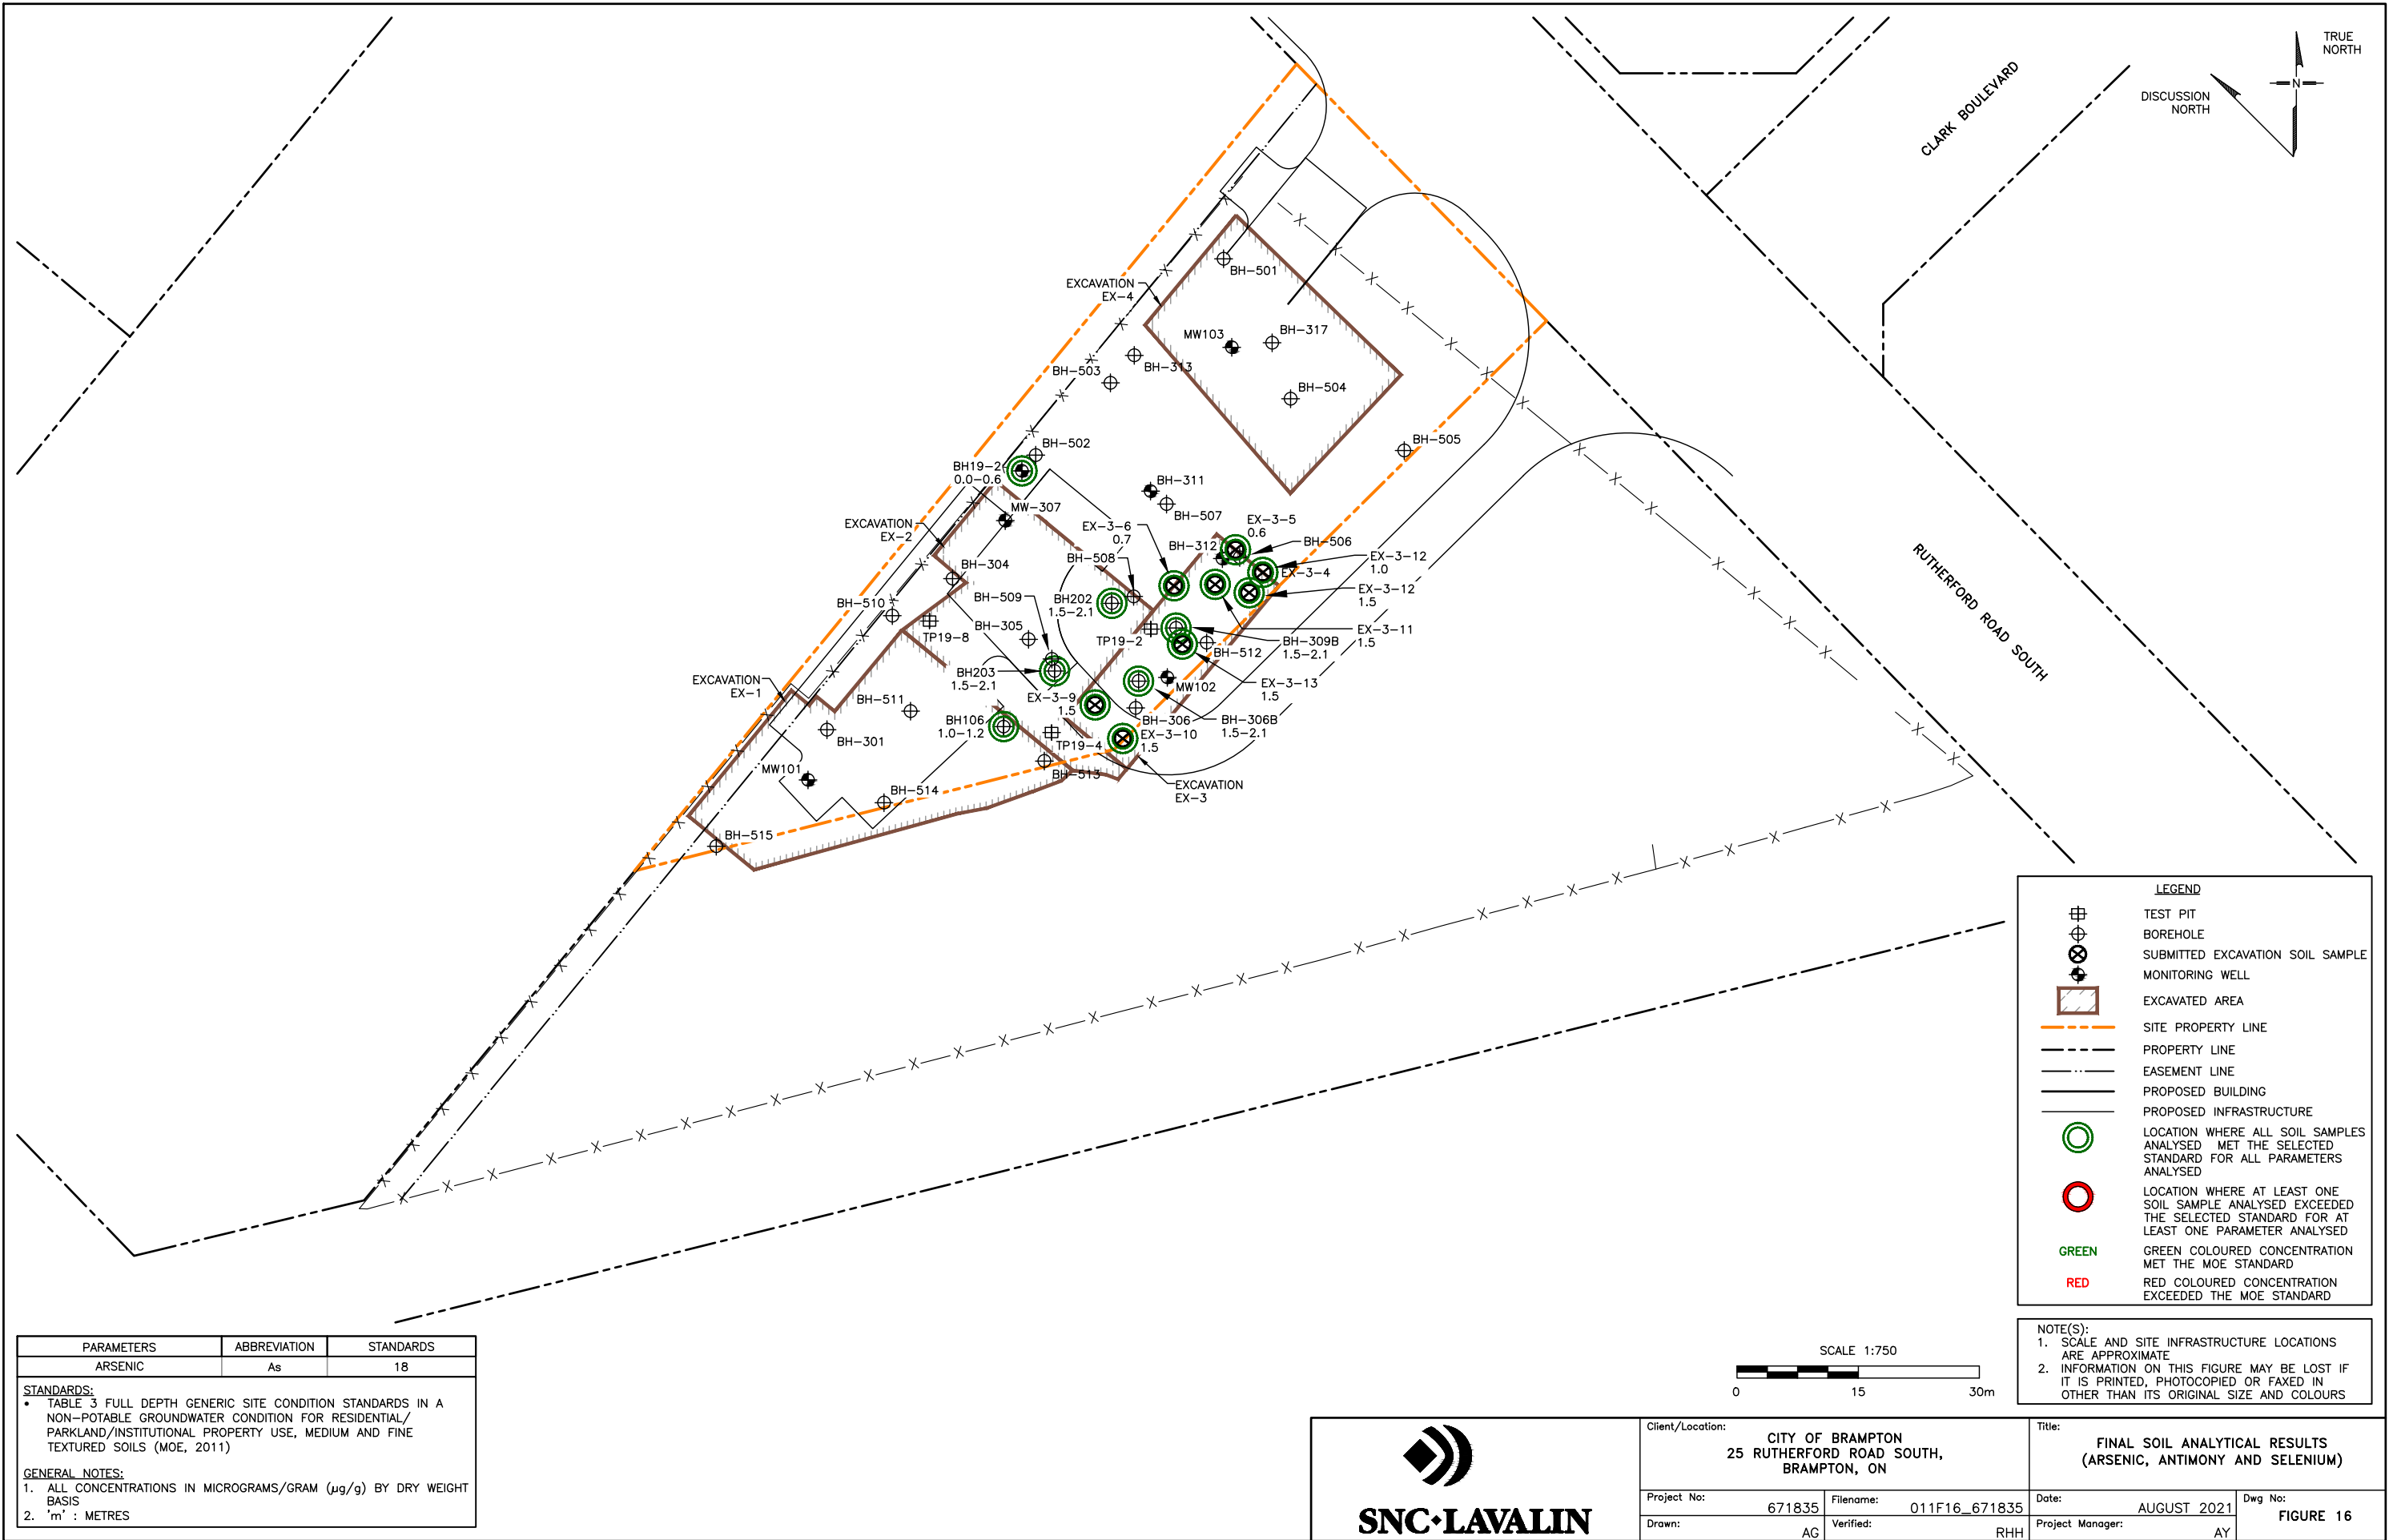 TRUE
NORTH
DISCUSSION
NORTH
N
CLARK BOULEVARD
RUTHERFORD ROAD SOUTH
BH-501
EXCAVATION
EX-4
MW103
BH-317
BH-313
BH-503
BH-504
BH-502
BH-505
BH19-2
0.0-0.6
BH-311
MW-307
BH-507
EXCAVATION
EX-2
EX-3-6
0.7
EX-3-5
0.6
BH-312
BH-506
BH-508
EX-3-12
1.0
EX-3-4
BH-304
BH-509
BH202
1.5-2.1
EX-3-12
1.5
BH-510
TP19-8
BH-305
TP19-2
BH-512
BH-309B
1.5-2.1
EX-3-11
1.5
EXCAVATION
EX-1
BH203
1.5-2.1
MW102
EX-3-13
1.5
BH-511
EX-3-9
1.5
BH-306
BH-306B
1.5-2.1
BH106
1.0-1.2
BH-301
TP19-4
EX-3-10
1.5
MW101
BH-513
BH-514
EXCAVATION
EX-3
BH-515
LEGEND
TEST PIT
BOREHOLE
SUBMITTED EXCAVATION SOIL SAMPLE
MONITORING WELL
EXCAVATED AREA
SITE PROPERTY LINE
PROPERTY LINE
EASEMENT LINE
PROPOSED BUILDING
PROPOSED INFRASTRUCTURE
LOCATION WHERE ALL SOIL SAMPLES
ANALYSED MET THE SELECTED
STANDARD FOR ALL PARAMETERS
ANALYSED
LOCATION WHERE AT LEAST ONE
SOIL SAMPLE ANALYSED EXCEEDED
THE SELECTED STANDARD FOR AT
LEAST ONE PARAMETER ANALYSED
GREEN GREEN COLOURED CONCENTRATION
MET THE MOE STANDARD
RED RED COLOURED CONCENTRATION
EXCEEDED THE MOE STANDARD
NOTE(S):
1. SCALE AND SITE INFRASTRUCTURE LOCATIONS
ARE APPROXIMATE
2. INFORMATION ON THIS FIGURE MAY BE LOST IF
IT IS PRINTED, PHOTOCOPIED OR FAXED IN
OTHER THAN ITS ORIGINAL SIZE AND COLOURS
SCALE 1:750
0 15 30m
PARAMETERS ABBREVIATION STANDARDS
ARSENIC As 18
STANDARDS:
• TABLE 3 FULL DEPTH GENERIC SITE CONDITION STANDARDS IN A
NON-POTABLE GROUNDWATER CONDITION FOR RESIDENTIAL/
PARKLAND/INSTITUTIONAL PROPERTY USE, MEDIUM AND FINE
TEXTURED SOILS (MOE, 2011)
GENERAL NOTES:
1. ALL CONCENTRATIONS IN MICROGRAMS/GRAM (µg/g) BY DRY WEIGHT
BASIS
2. 'm' : METRES
SNC•LAVALIN
Client/Location:
CITY OF BRAMPTON
25 RUTHERFORD ROAD SOUTH,
BRAMPTON, ON
Title:
FINAL SOIL ANALYTICAL RESULTS
(ARSENIC, ANTIMONY AND SELENIUM)
Project No: 671835
Filename: 011F16_671835
Date: AUGUST 2021
Dwg No: FIGURE 16
Drawn: AG
Verified: RHH
Project Manager: AY